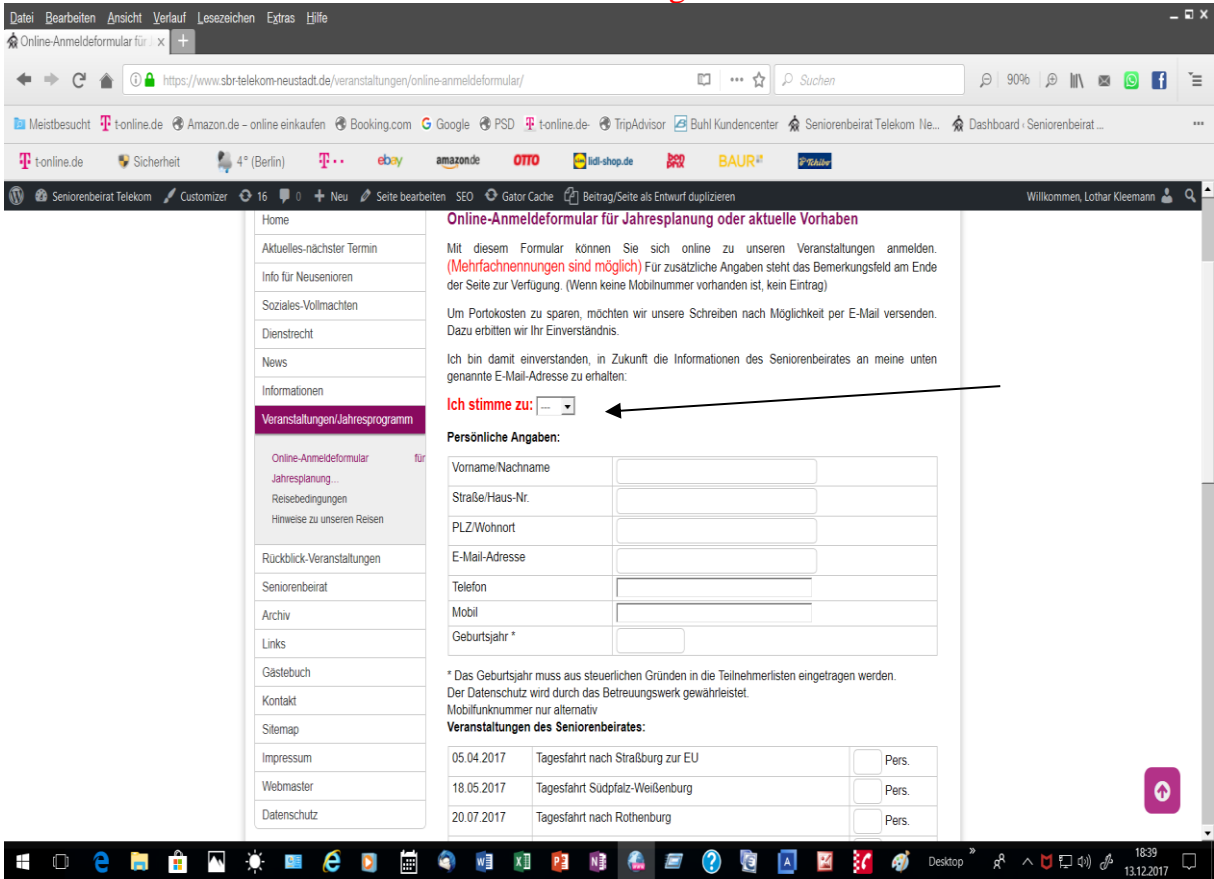 Datei Bearbeiten Ansicht Verlauf Lesezeichen Extras Hilfe
Online-Anmeldeformular für J
https://www.sbr-telekom-neustadt.de/veranstaltungen/online-anmeldeformular/
Suchen
90%
Meistbesucht t-online.de Amazon.de – online einkaufen Booking.com Google PSD t-online.de- TripAdvisor Buhl Kundencenter Seniorenbeirat Telekom Ne... Dashboard ‹ Seniorenbeirat ...
t-online.de Sicherheit 4° (Berlin) T·· ebay amazon.de OTTO lidl-shop.de BAUR Tchibo
Seniorenbeirat Telekom Customizer 16 0 Neu Seite bearbeiten SEO Gator Cache Beitrag/Seite als Entwurf duplizieren Willkommen, Lothar Kleemann
Home
Aktuelles-nächster Termin
Info für Neusenioren
Soziales-Vollmachten
Dienstrecht
News
Informationen
Veranstaltungen/Jahresprogramm
Online-Anmeldeformular für
Jahresplanung...
Reisebedingungen
Hinweise zu unseren Reisen
Rückblick-Veranstaltungen
Seniorenbeirat
Archiv
Links
Gästebuch
Kontakt
Sitemap
Impressum
Webmaster
Datenschutz
Online-Anmeldeformular für Jahresplanung oder aktuelle Vorhaben
Mit diesem Formular können Sie sich online zu unseren Veranstaltungen anmelden.
(Mehrfachnennungen sind möglich) Für zusätzliche Angaben steht das Bemerkungsfeld am Ende
der Seite zur Verfügung. (Wenn keine Mobilnummer vorhanden ist, kein Eintrag)
Um Portokosten zu sparen, möchten wir unsere Schreiben nach Möglichkeit per E-Mail versenden.
Dazu erbitten wir Ihr Einverständnis.
Ich bin damit einverstanden, in Zukunft die Informationen des Seniorenbeirates an meine unten
genannte E-Mail-Adresse zu erhalten:
Ich stimme zu: ---
Persönliche Angaben:
Vorname/Nachname
Straße/Haus-Nr.
PLZ/Wohnort
E-Mail-Adresse
Telefon
Mobil
Geburtsjahr *
* Das Geburtsjahr muss aus steuerlichen Gründen in die Teilnehmerlisten eingetragen werden.
Der Datenschutz wird durch das Betreuungswerk gewährleistet.
Mobilfunknummer nur alternativ
Veranstaltungen des Seniorenbeirates:
05.04.2017 Tagesfahrt nach Straßburg zur EU Pers.
18.05.2017 Tagesfahrt Südpfalz-Weißenburg Pers.
20.07.2017 Tagesfahrt nach Rothenburg Pers.
Desktop
18:39
13.12.2017